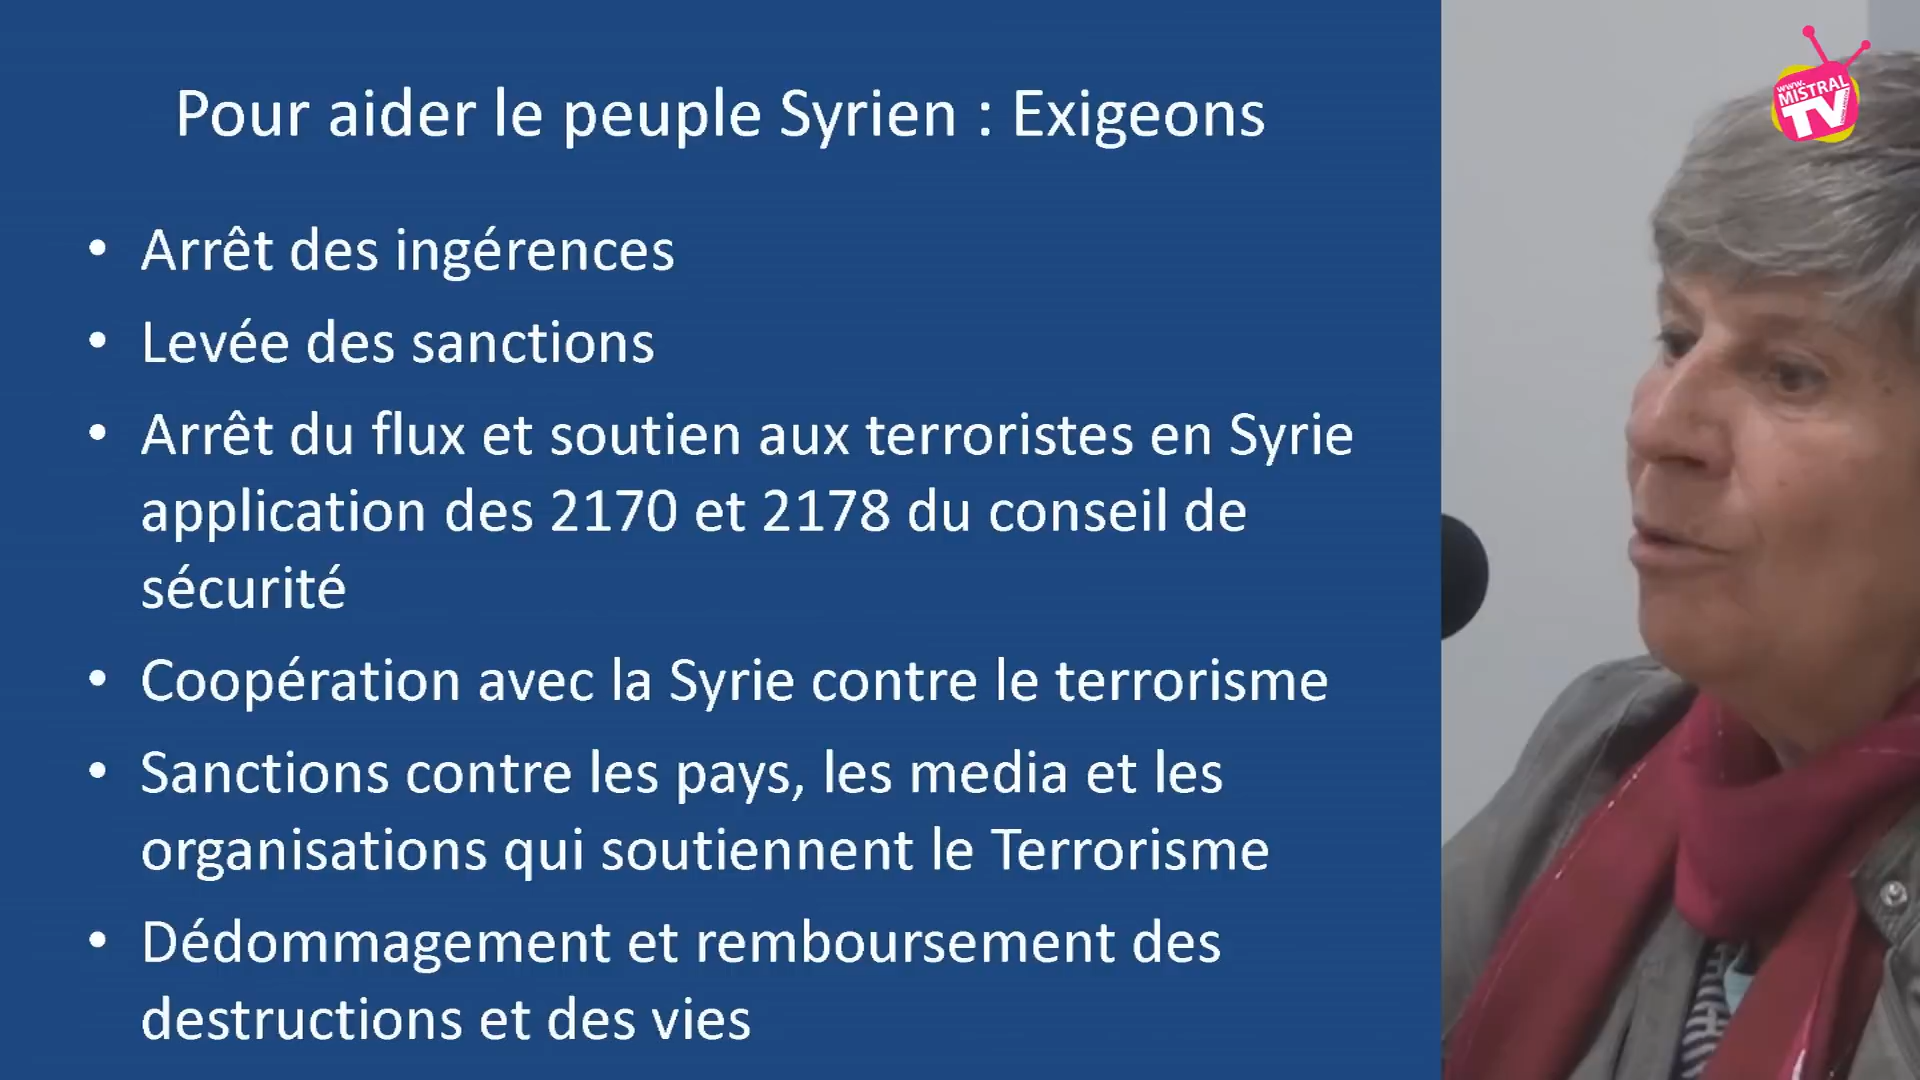 Pour aider le peuple Syrien : Exigeons
• Arrêt des ingérences
• Levée des sanctions
• Arrêt du flux et soutien aux terroristes en Syrie
application des 2170 et 2178 du conseil de
sécurité
• Coopération avec la Syrie contre le terrorisme
• Sanctions contre les pays, les media et les
organisations qui soutiennent le Terrorisme
• Dédommagement et remboursement des
destructions et des vies
www.
MISTRAL
TV